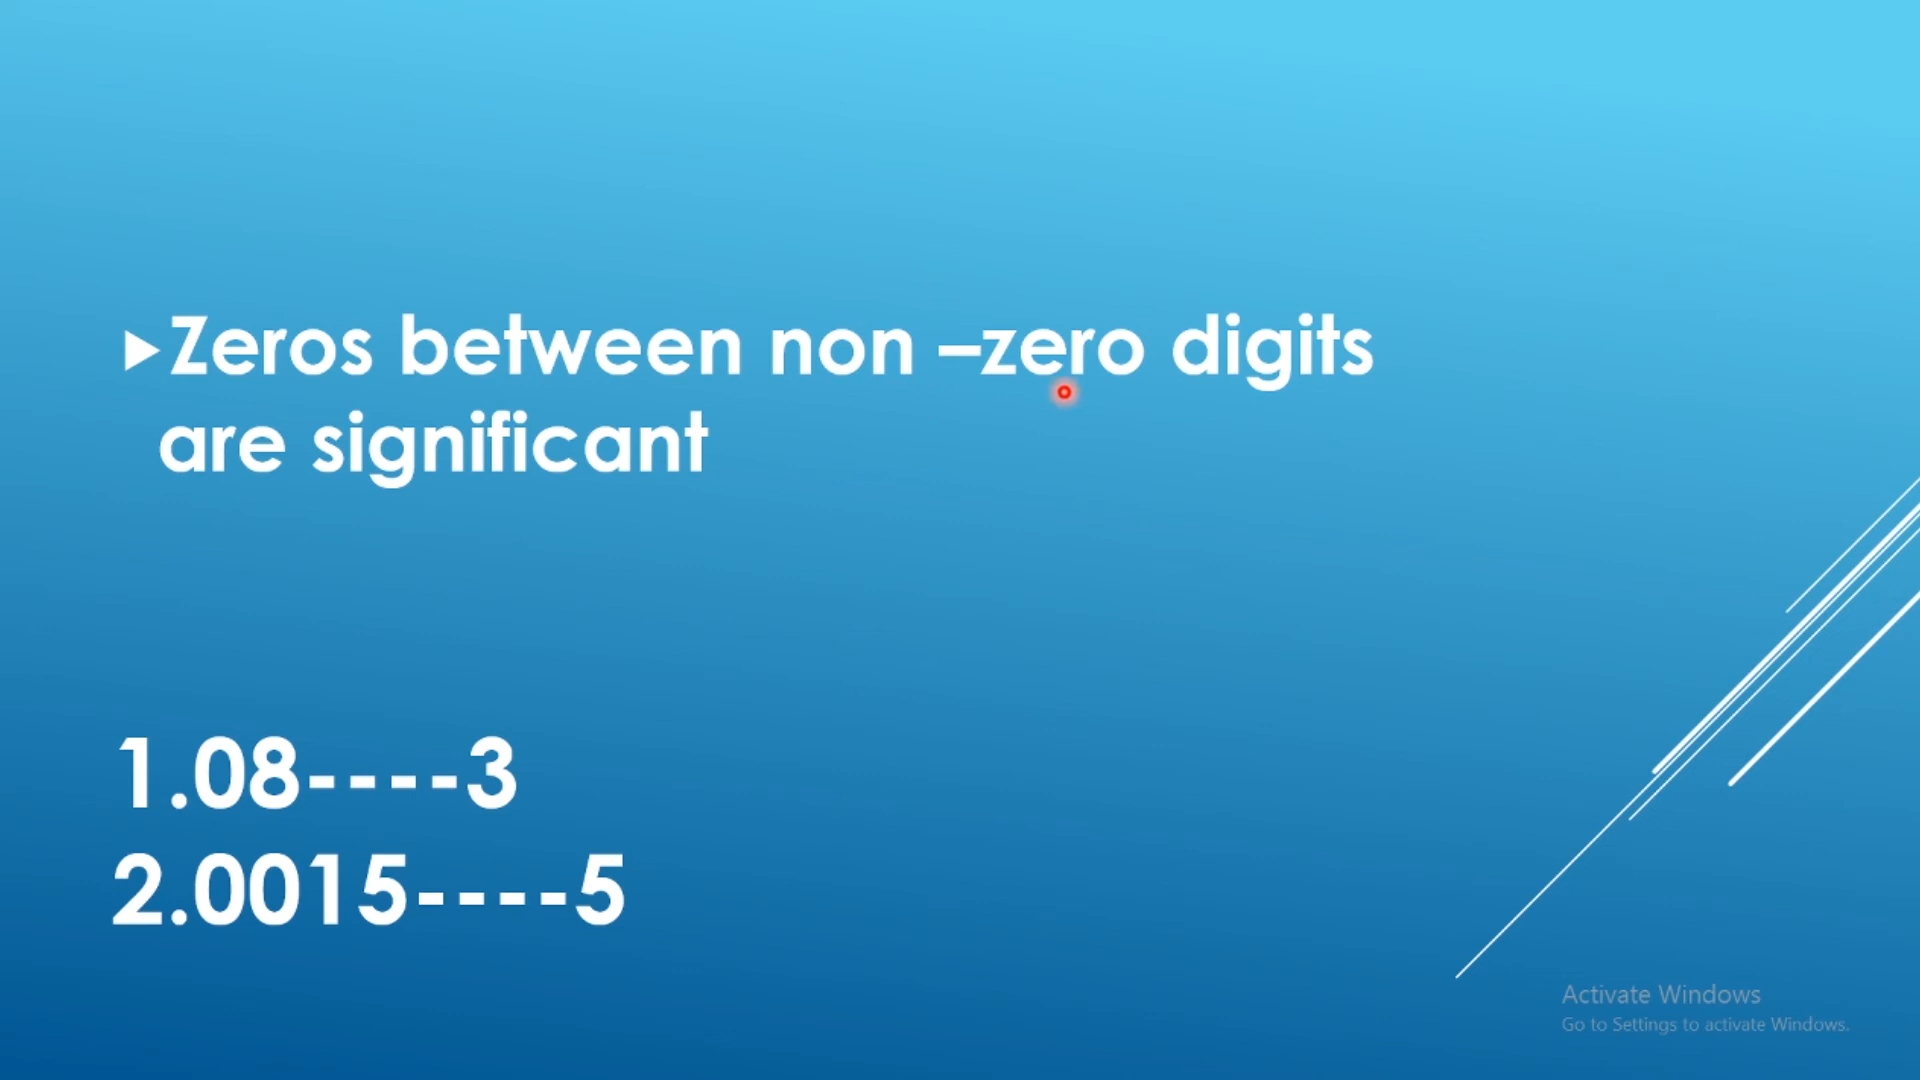 ▶Zeros between non –zero digits
are significant
1.08----3
2.0015----5
Activate Windows
Go to Settings to activate Windows.